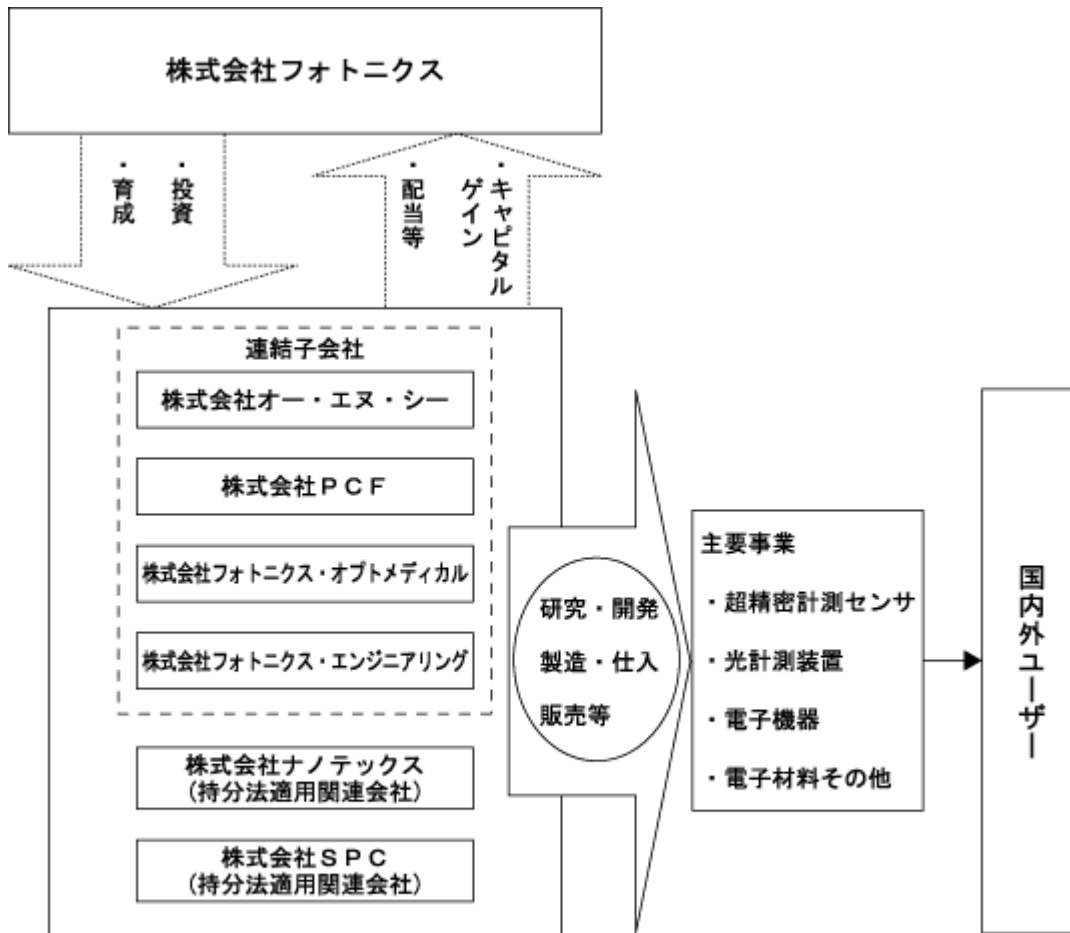 株式会社フォトニクス
・投資
・育成
・キャピタル
ゲイン
・配当等
連結子会社
株式会社オー・エヌ・シー
株式会社ＰＣＦ
株式会社フォトニクス・オプトメディカル
株式会社フォトニクス・エンジニアリング
株式会社ナノテックス
(持分法適用関連会社)
株式会社ＳＰＣ
(持分法適用関連会社)
研究・開発
製造・仕入
販売等
主要事業
・超精密計測センサ
・光計測装置
・電子機器
・電子材料その他
国内外ユーザー